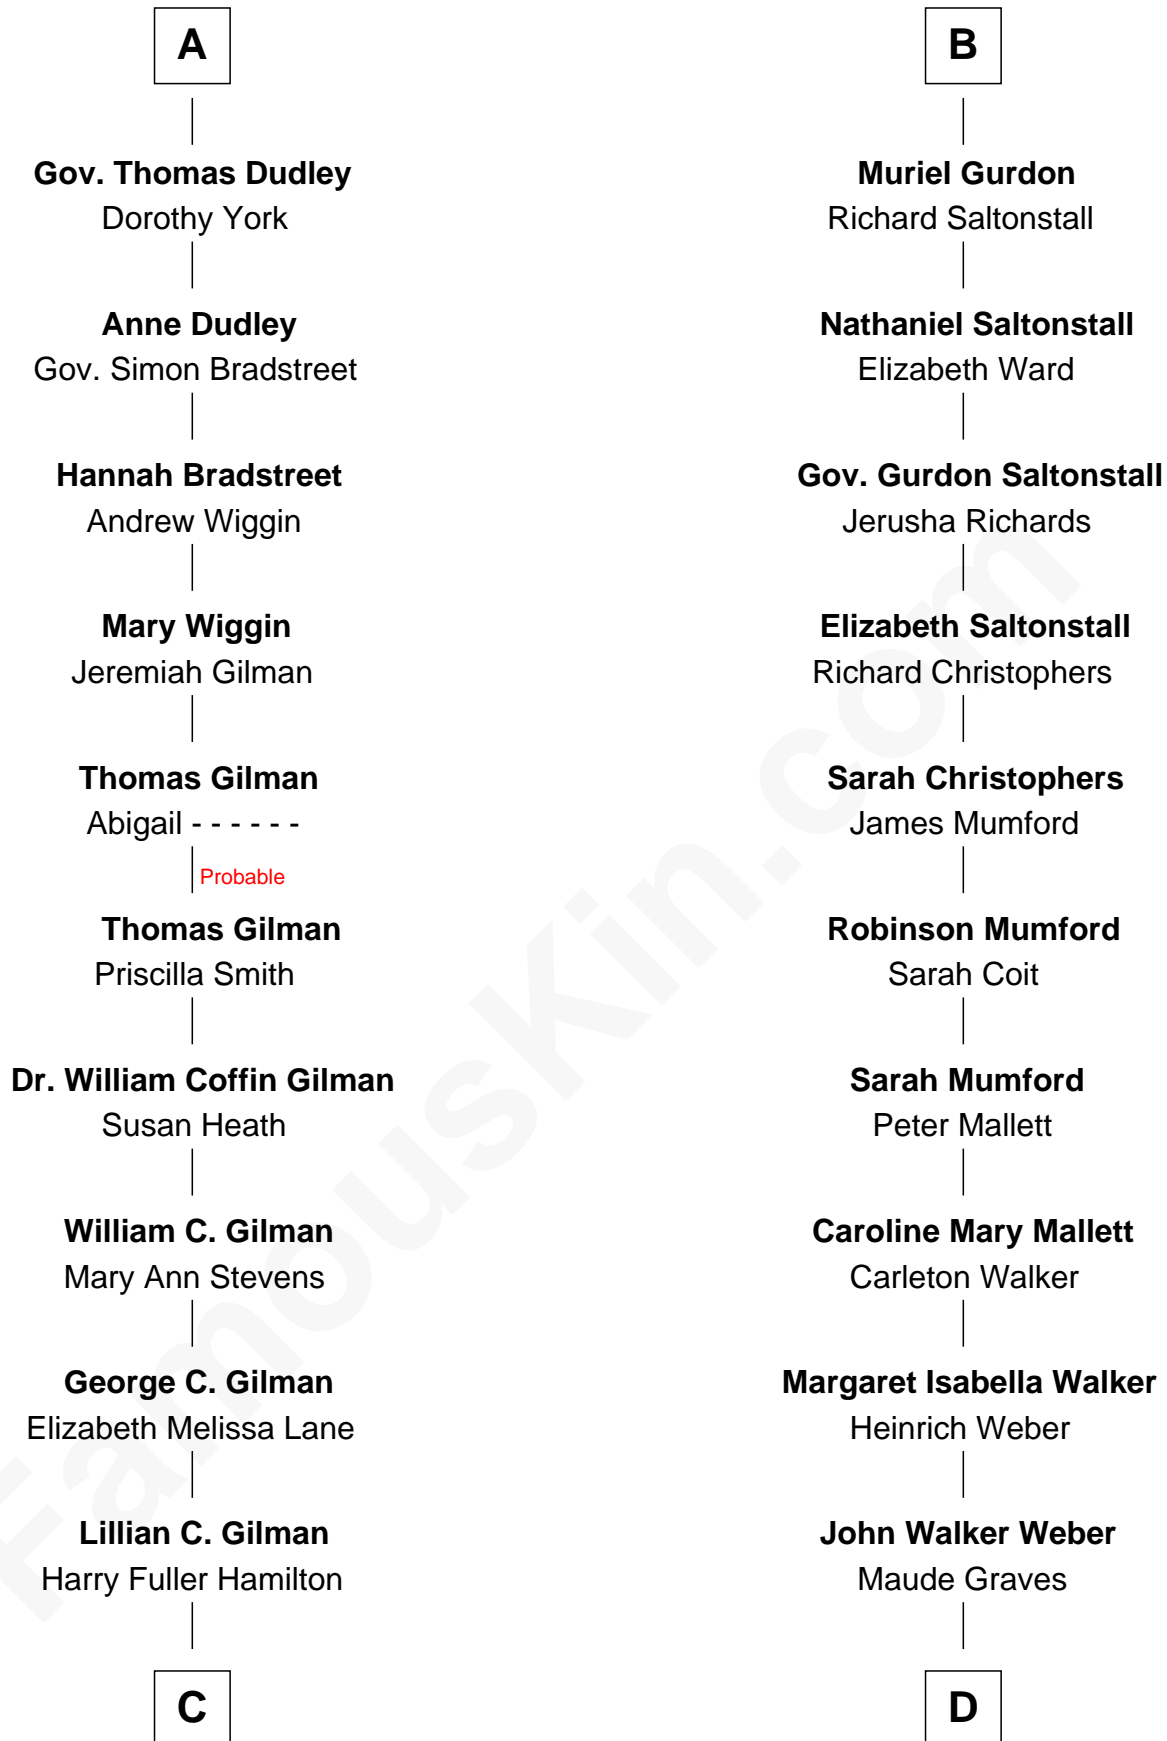 A
Gov. Thomas Dudley
Dorothy York
Anne Dudley
Gov. Simon Bradstreet
Hannah Bradstreet
Andrew Wiggin
Mary Wiggin
Jeremiah Gilman
Thomas Gilman
Abigail - - - - - -
Probable
Thomas Gilman
Priscilla Smith
Dr. William Coffin Gilman
Susan Heath
William C. Gilman
Mary Ann Stevens
George C. Gilman
Elizabeth Melissa Lane
Lillian C. Gilman
Harry Fuller Hamilton
C
B
Muriel Gurdon
Richard Saltonstall
Nathaniel Saltonstall
Elizabeth Ward
Gov. Gurdon Saltonstall
Jerusha Richards
Elizabeth Saltonstall
Richard Christophers
Sarah Christophers
James Mumford
Robinson Mumford
Sarah Coit
Sarah Mumford
Peter Mallett
Caroline Mary Mallett
Carleton Walker
Margaret Isabella Walker
Heinrich Weber
John Walker Weber
Maude Graves
D
FamousKin.com